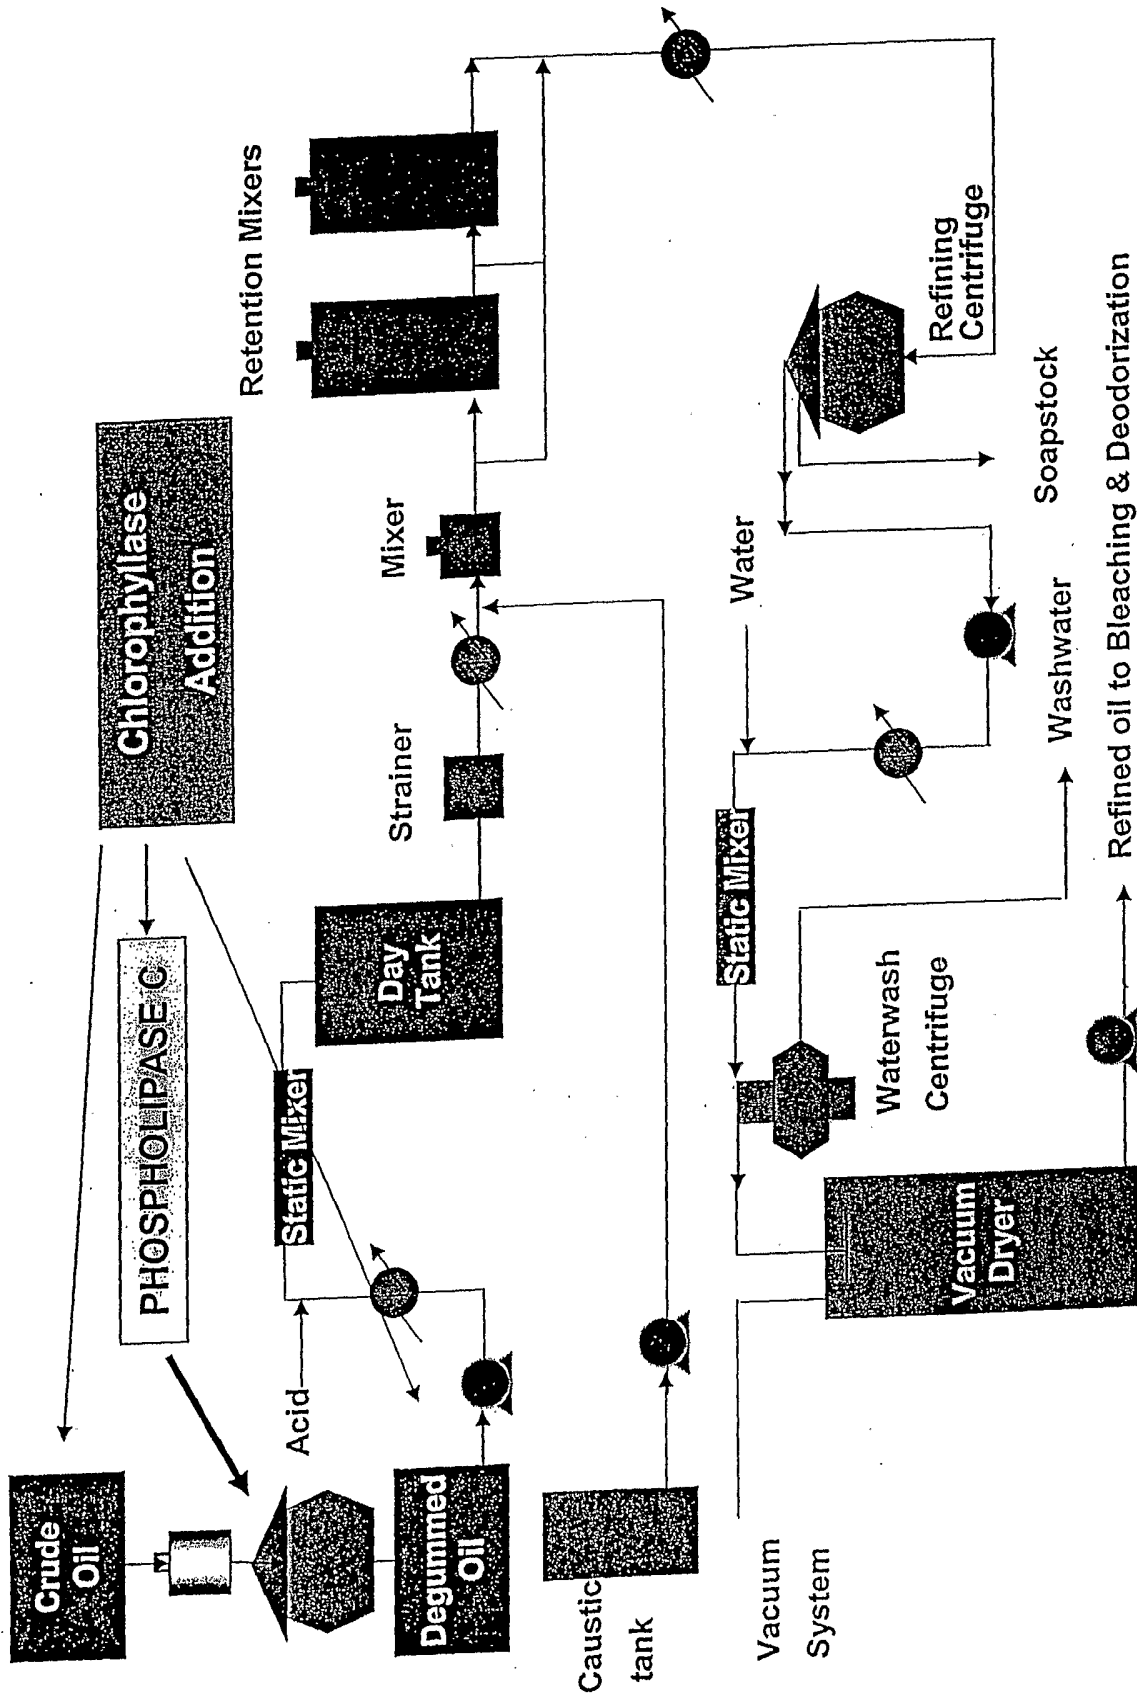 Crude
Oil
PHOSPHOLIPASE C
Chlorophyllase
Addition
Degummed
Oil
Acid
Static Mixer
Day
Tank
Strainer
Mixer
Retention Mixers
Caustic
tank
Vacuum
System
Vacuum
Dryer
Waterwash
Centrifuge
Static Mixer
Water
Refining
Centrifuge
Soapstock
Washwater
Refined oil to Bleaching & Deodorization